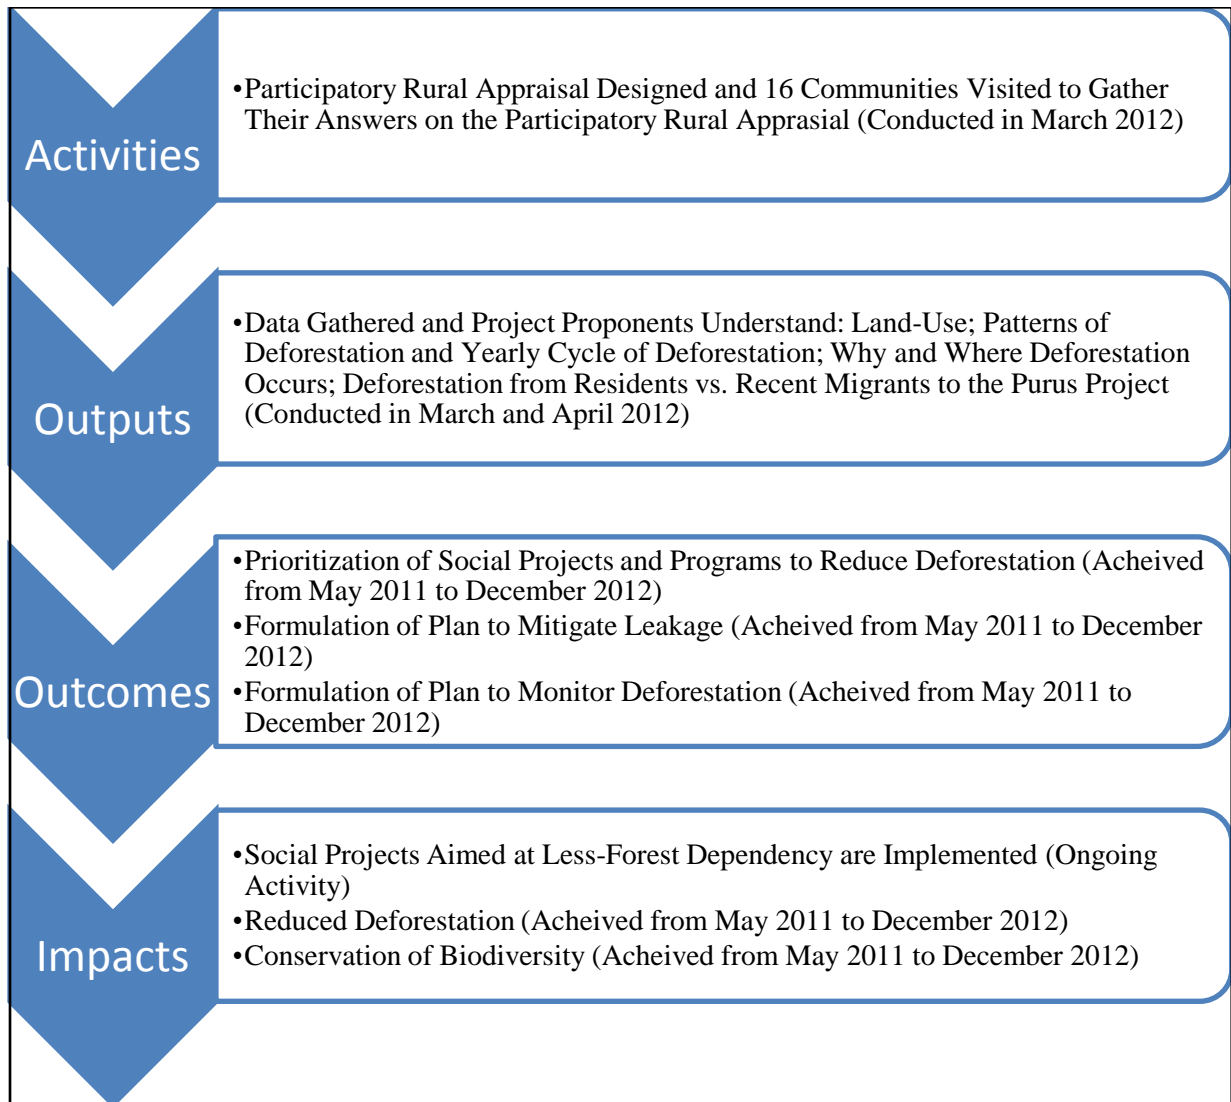 Activities
•Participatory Rural Appraisal Designed and 16 Communities Visited to Gather
Their Answers on the Participatory Rural Apprasial (Conducted in March 2012)
Outputs
•Data Gathered and Project Proponents Understand: Land-Use; Patterns of
Deforestation and Yearly Cycle of Deforestation; Why and Where Deforestation
Occurs; Deforestation from Residents vs. Recent Migrants to the Purus Project
(Conducted in March and April 2012)
Outcomes
•Prioritization of Social Projects and Programs to Reduce Deforestation (Acheived
from May 2011 to December 2012)
•Formulation of Plan to Mitigate Leakage (Acheived from May 2011 to December
2012)
•Formulation of Plan to Monitor Deforestation (Acheived from May 2011 to
December 2012)
Impacts
•Social Projects Aimed at Less-Forest Dependency are Implemented (Ongoing
Activity)
•Reduced Deforestation (Acheived from May 2011 to December 2012)
•Conservation of Biodiversity (Acheived from May 2011 to December 2012)